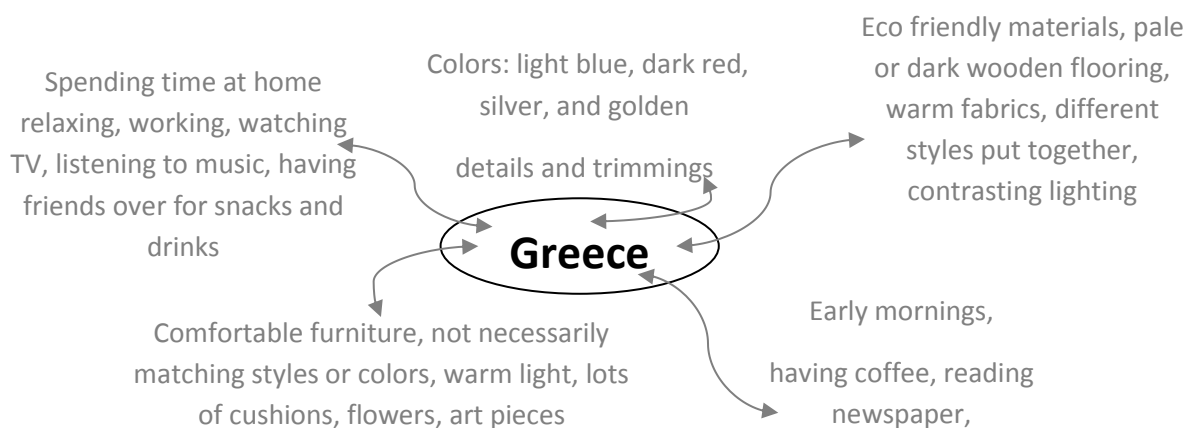 Spending time at home
relaxing, working, watching
TV, listening to music, having
friends over for snacks and
drinks
Colors: light blue, dark red,
silver, and golden
details and trimmings
Eco friendly materials, pale
or dark wooden flooring,
warm fabrics, different
styles put together,
contrasting lighting
Greece
Comfortable furniture, not necessarily
matching styles or colors, warm light, lots
of cushions, flowers, art pieces
Early mornings,
having coffee, reading
newspaper,